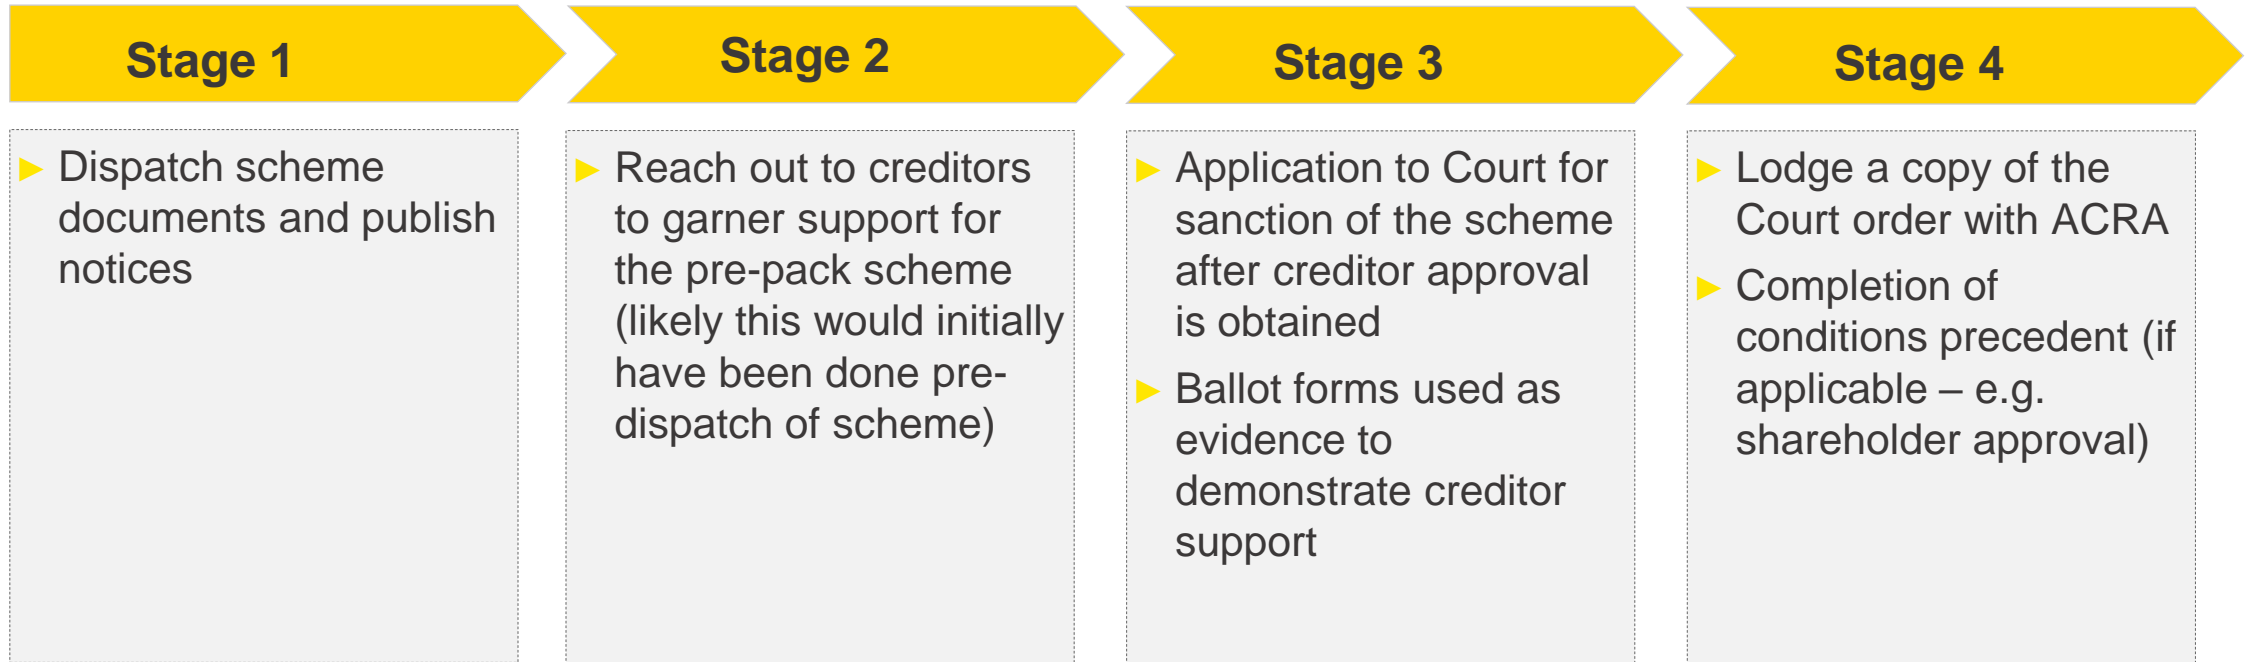 Stage 1
► Dispatch scheme
documents and publish
notices
Stage 2
► Reach out to creditors
to garner support for
the pre-pack scheme
(likely this would initially
have been done pre-
dispatch of scheme)
Stage 3
► Application to Court for
sanction of the scheme
after creditor approval
is obtained
► Ballot forms used as
evidence to
demonstrate creditor
support
Stage 4
► Lodge a copy of the
Court order with ACRA
► Completion of
conditions precedent (if
applicable – e.g.
shareholder approval)